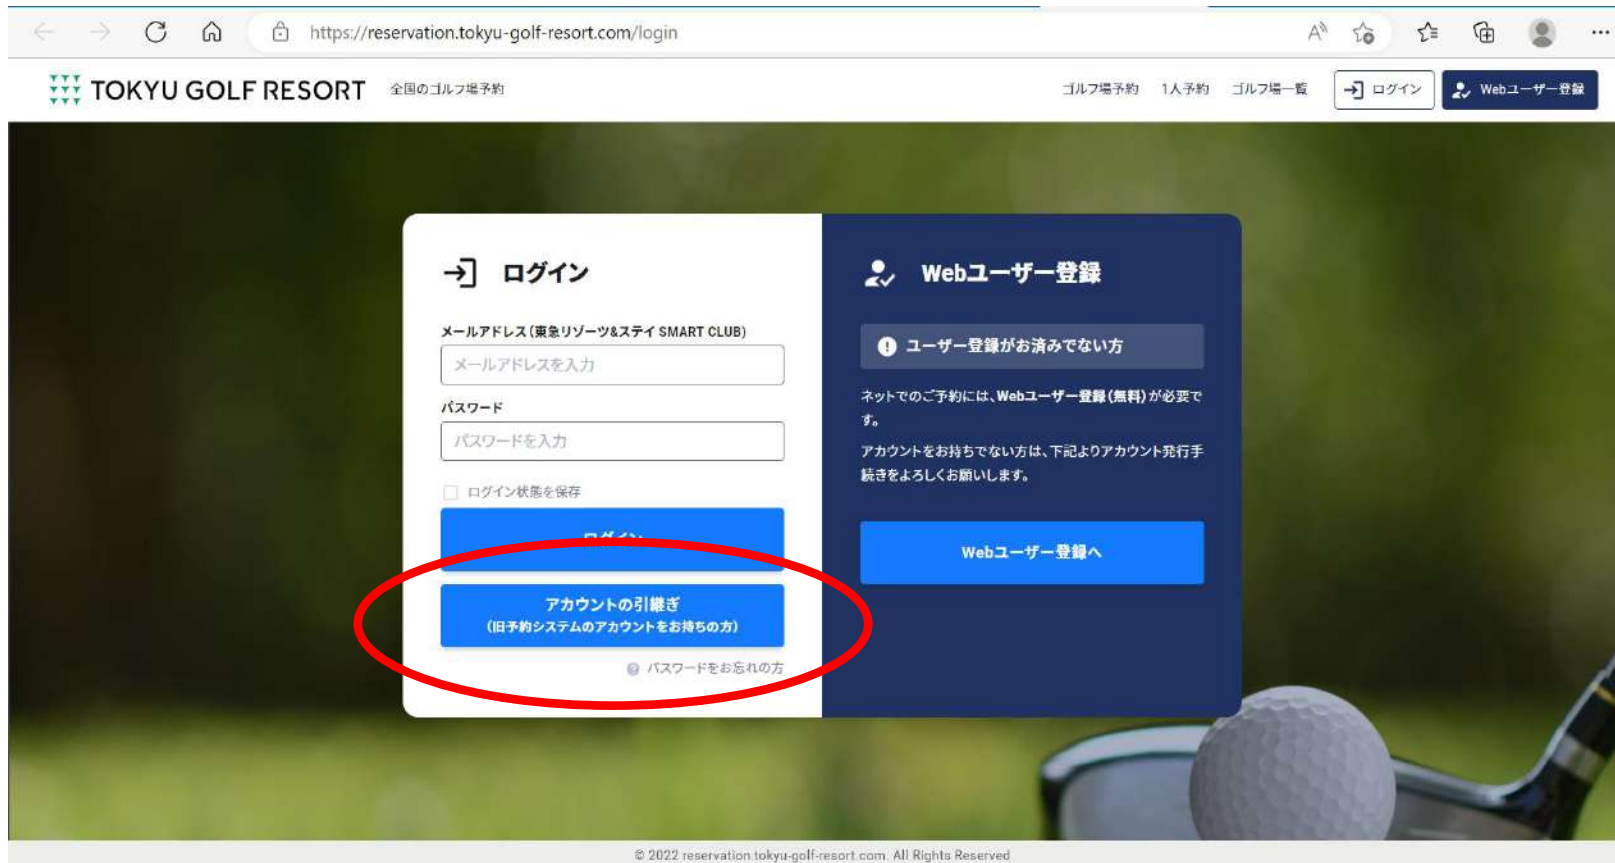 https://reservation.tokyu-golf-resort.com/login
TOKYU GOLF RESORT 全国のゴルフ場予約 ゴルフ場予約 1人予約 ゴルフ場一覧 ログイン Webユーザー登録
ログイン
メールアドレス(東急リゾーツ&ステイ SMART CLUB)
メールアドレスを入力
パスワード
パスワードを入力
ログイン状態を保存
ログイン
アカウントの引継ぎ
(旧予約システムのアカウントをお持ちの方)
パスワードをお忘れの方
Webユーザー登録
ユーザー登録がお済みでない方
ネットでのご予約には、Webユーザー登録(無料)が必要で
す。
アカウントをお持ちでない方は、下記よりアカウント発行手
続きをよろしくお願いします。
Webユーザー登録へ
© 2022 reservation.tokyu-golf-resort.com. All Rights Reserved